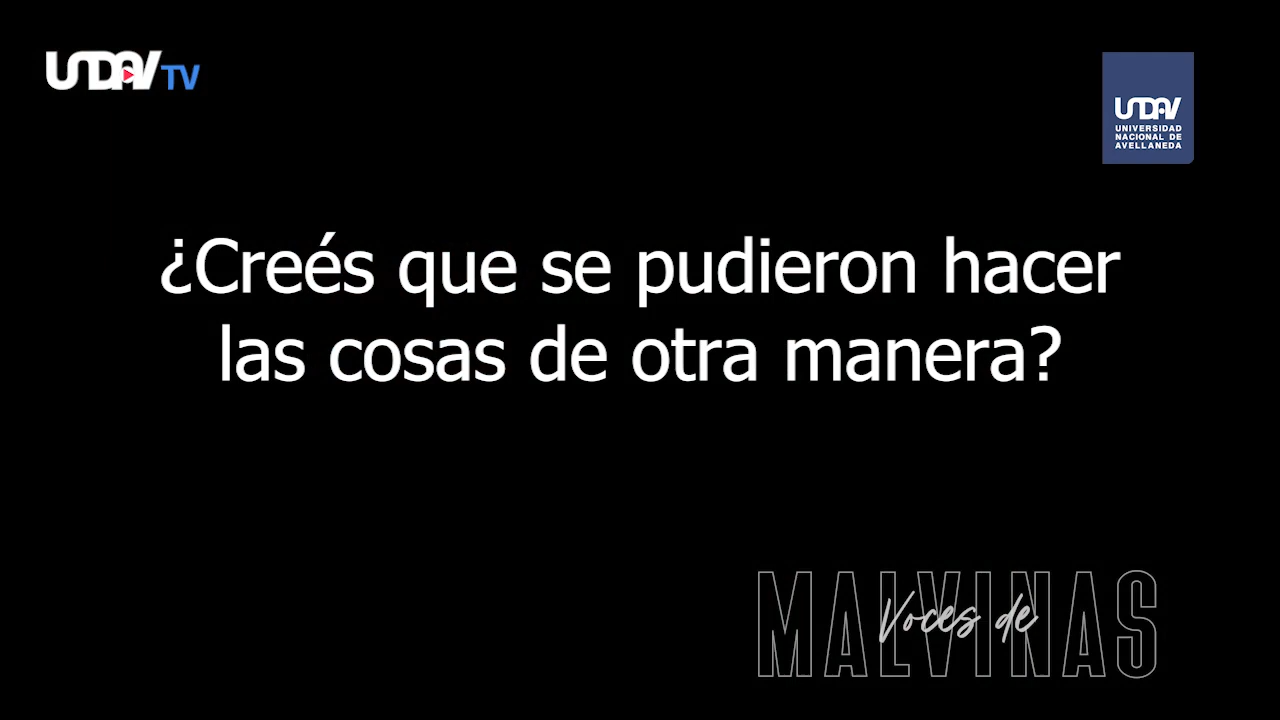 UNDAV TV
UNDAV
UNIVERSIDAD
NACIONAL DE
AVELLANEDA
¿Creés que se pudieron hacer
las cosas de otra manera?
Voces de
MALVINAS